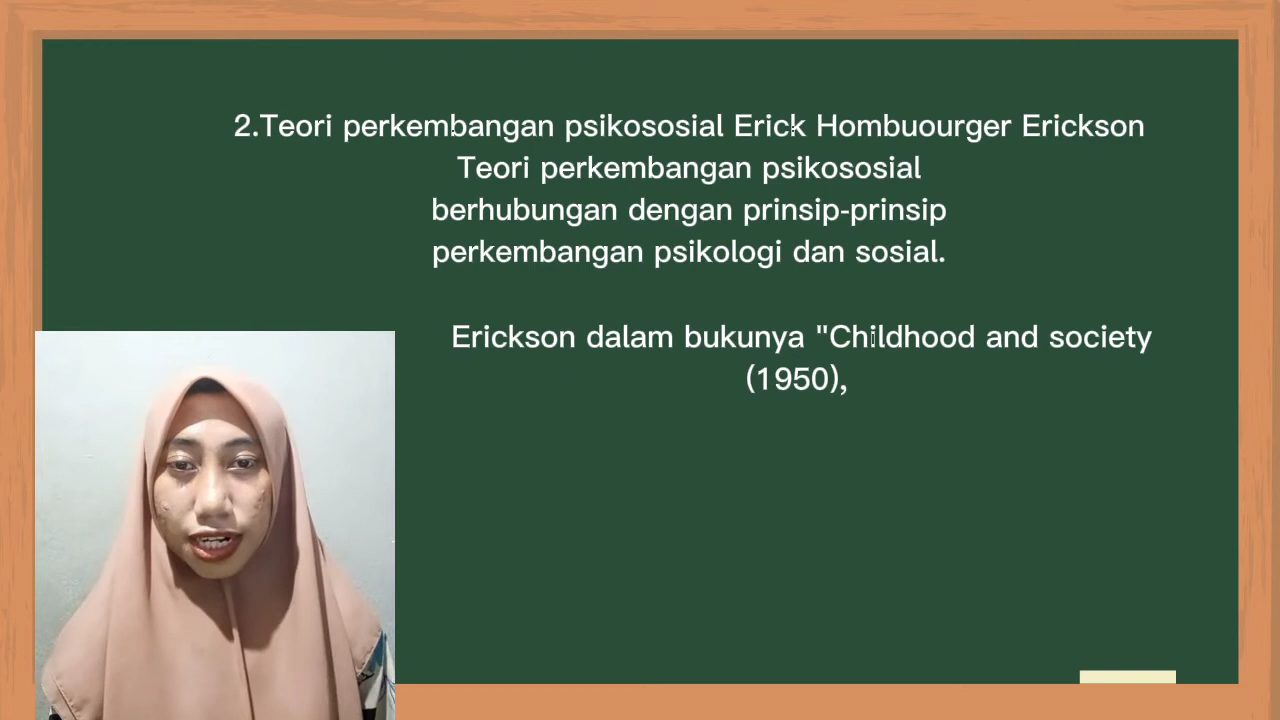 2.Teori perkembangan psikososial Erick Hombuourger Erickson
Teori perkembangan psikososial
berhubungan dengan prinsip-prinsip
perkembangan psikologi dan sosial.
Erickson dalam bukunya "Childhood and society
(1950),